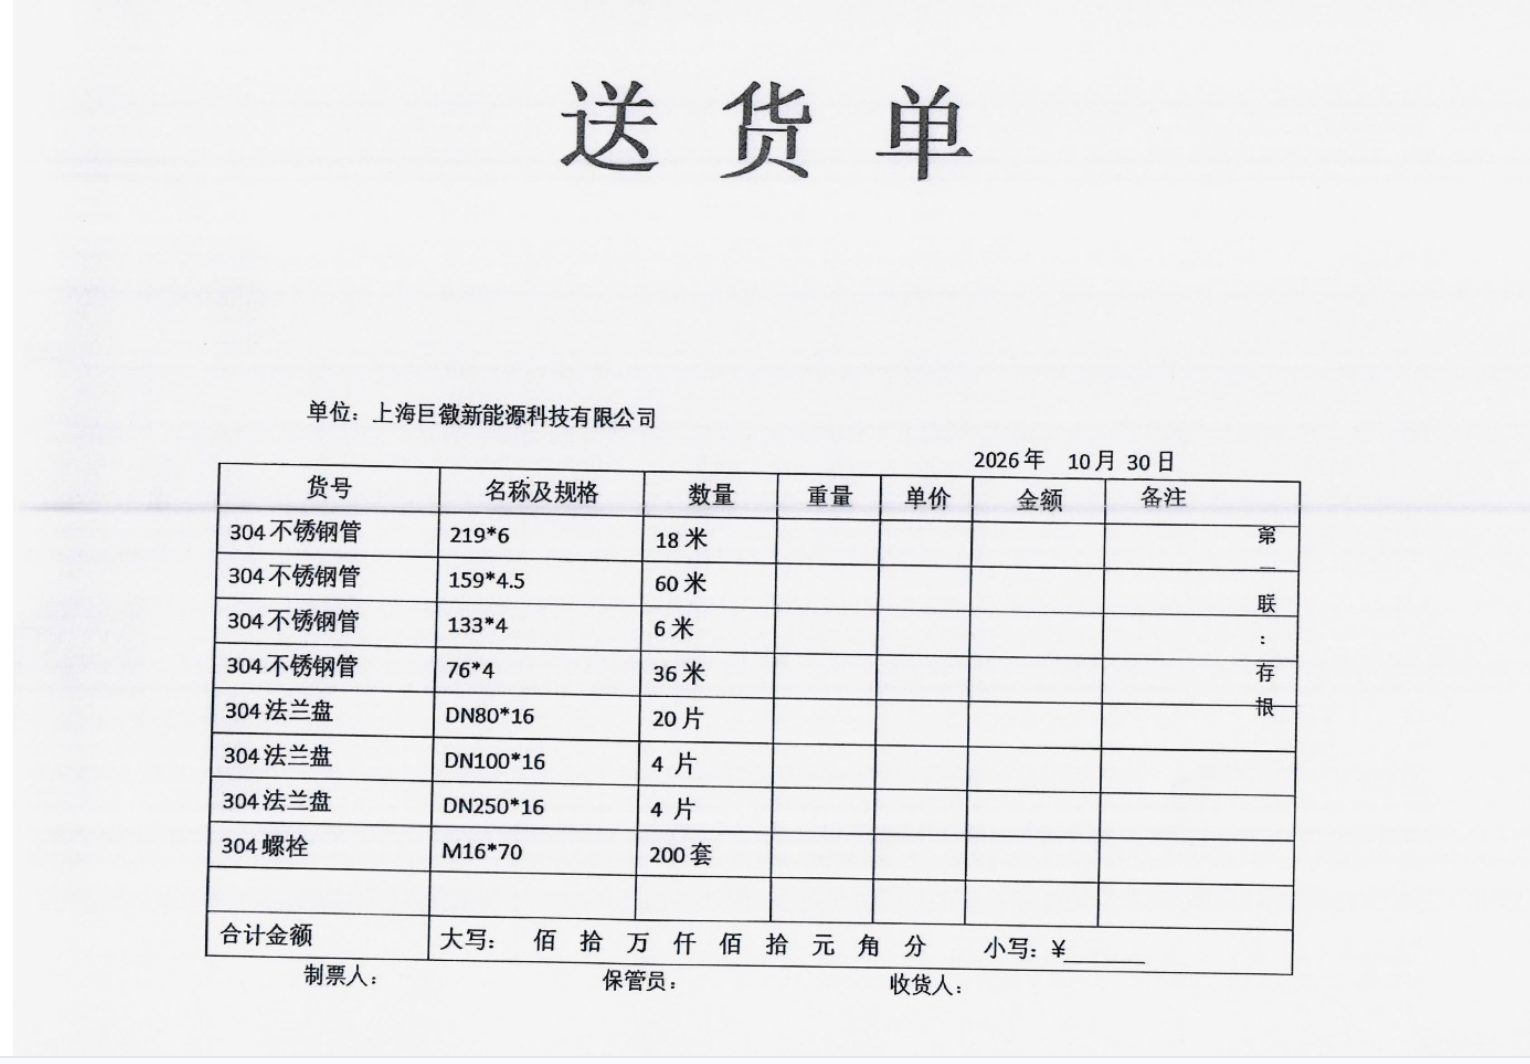 送货单
单位：上海巨徽新能源科技有限公司
2026年 10月 30日
货号 名称及规格 数量 重量 单价 金额 备注
304不锈钢管 219*6 18米
304不锈钢管 159*4.5 60米
304不锈钢管 133*4 6米
304不锈钢管 76*4 36米
304法兰盘 DN80*16 20片
304法兰盘 DN100*16 4 片
304法兰盘 DN250*16 4 片
304螺栓 M16*70 200套
合计金额 大写： 佰 拾 万 仟 佰 拾 元 角 分 小写：¥_______
制票人： 保管员： 收货人：
第一联：存根